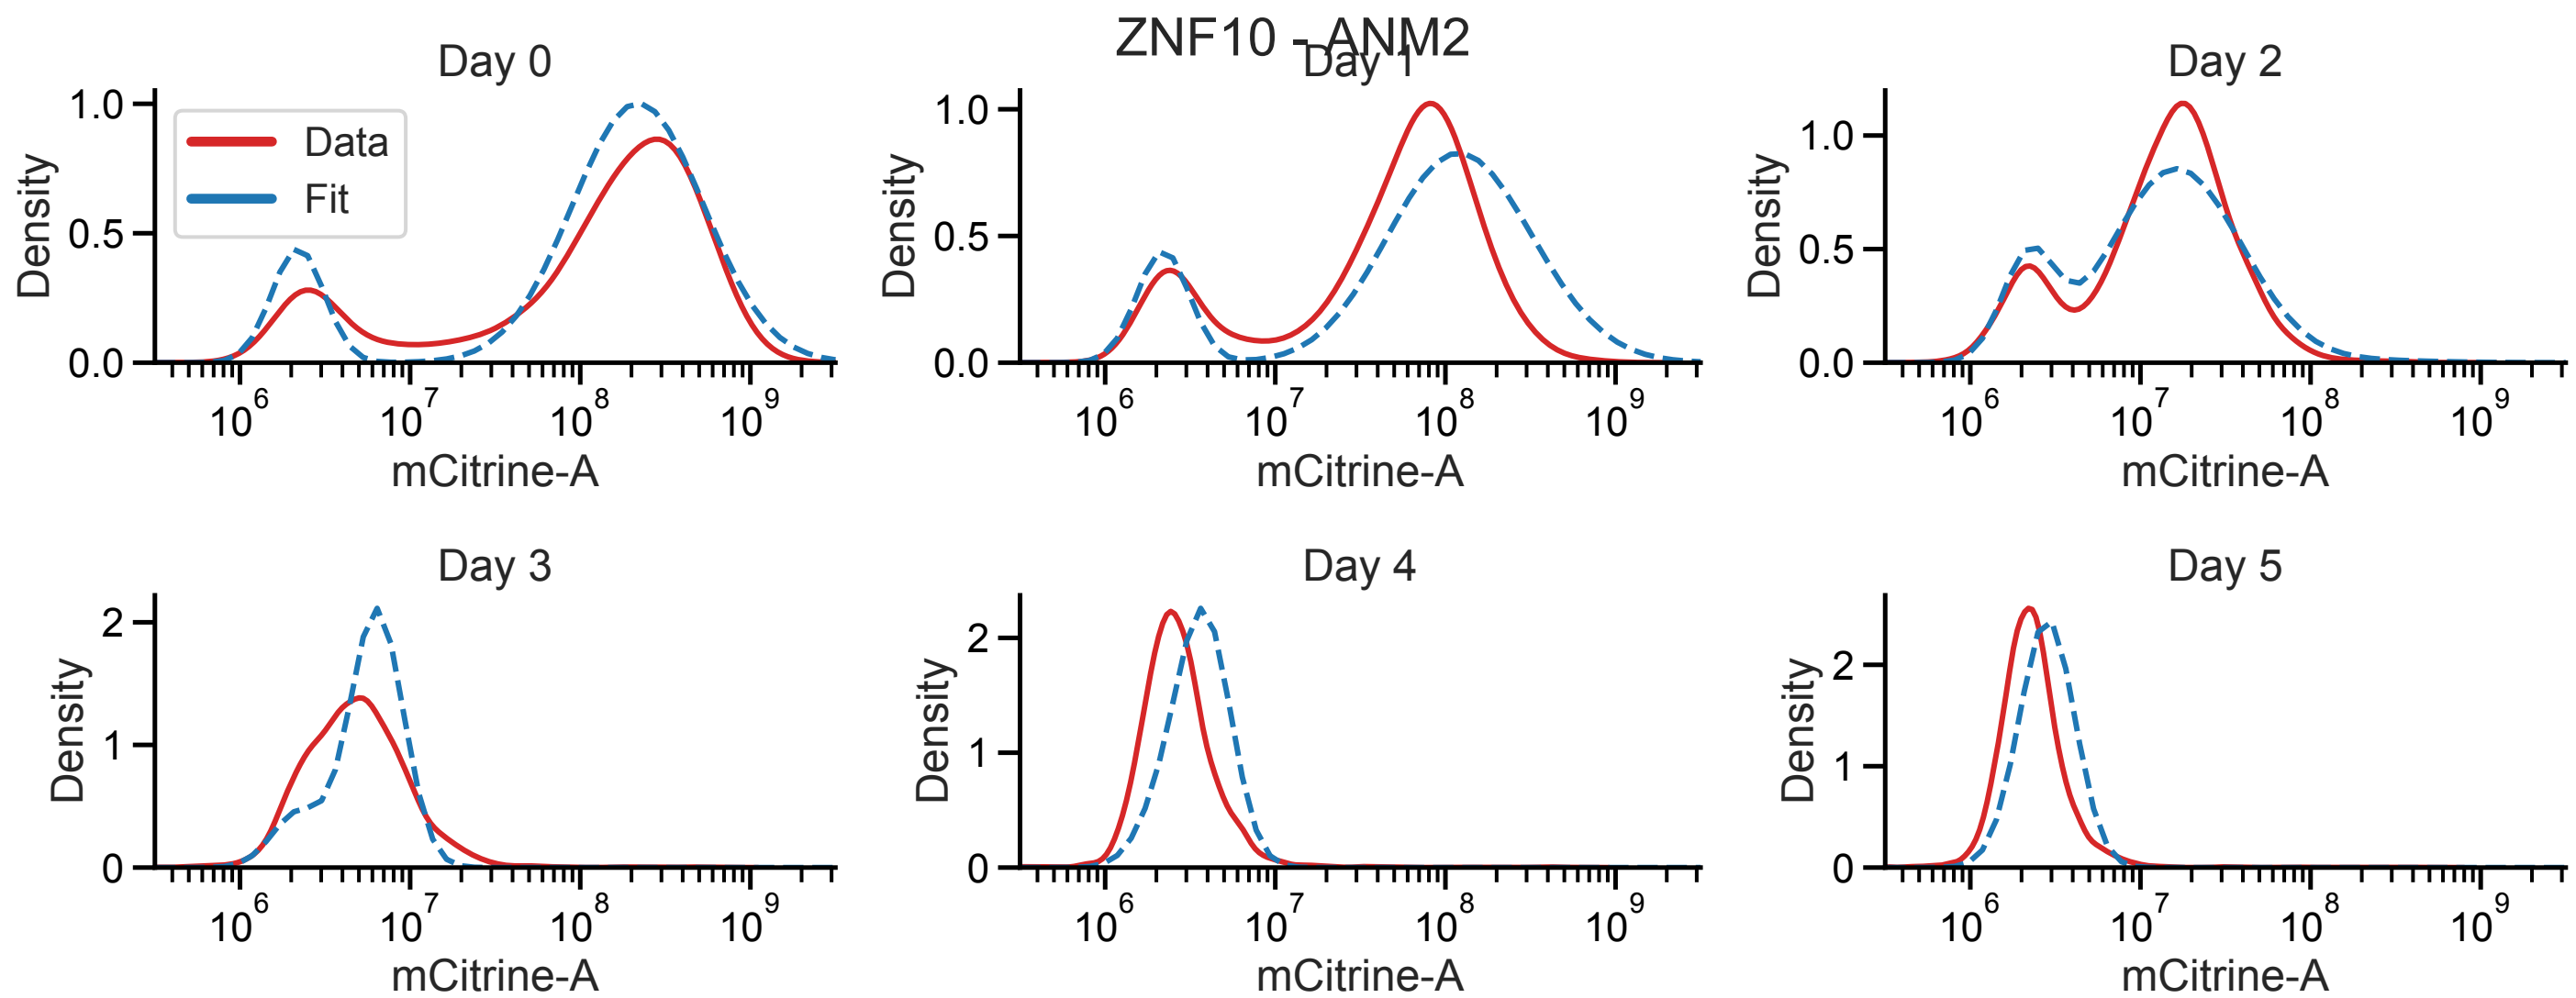 ZNF10 - ANM2
Day 0
Density
1.0
0.5
0.0
Data
Fit
10^6 10^7 10^8 10^9
mCitrine-A
Day 1
Density
1.0
0.5
0.0
10^6 10^7 10^8 10^9
mCitrine-A
Day 2
Density
1.0
0.5
0.0
10^6 10^7 10^8 10^9
mCitrine-A
Day 3
Density
2
1
0
10^6 10^7 10^8 10^9
mCitrine-A
Day 4
Density
2
1
0
10^6 10^7 10^8 10^9
mCitrine-A
Day 5
Density
2
1
0
10^6 10^7 10^8 10^9
mCitrine-A